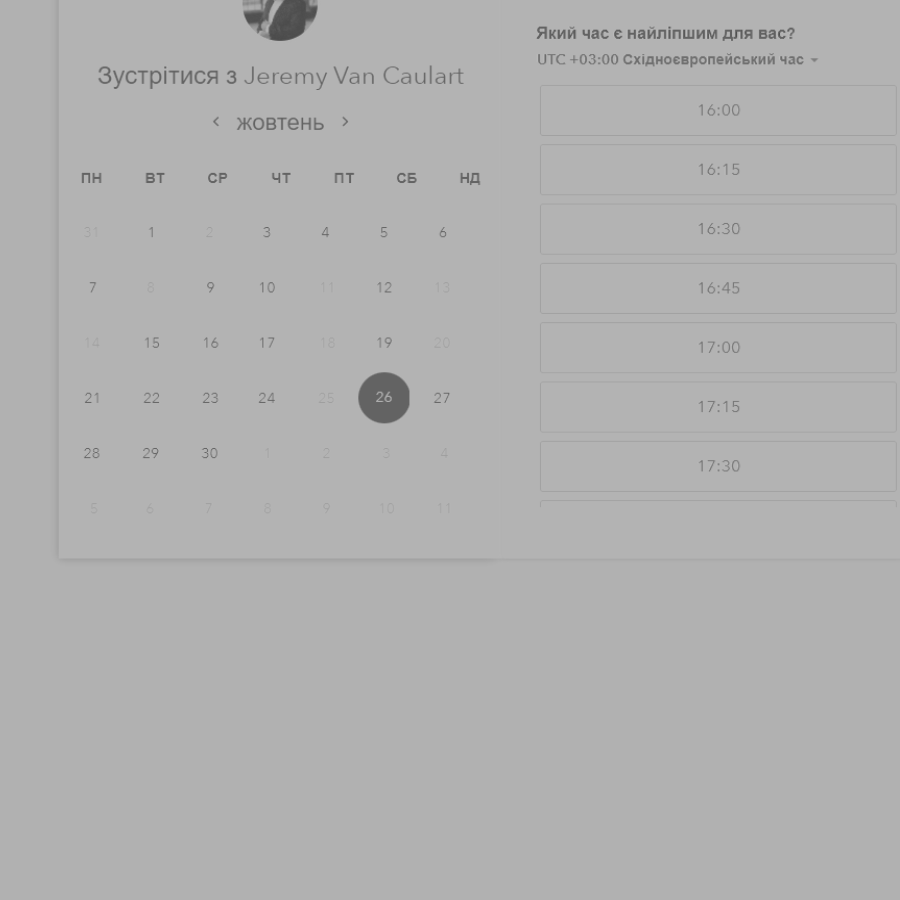 Зустрітися з Jeremy Van Caulart
жовтень
ПН ВТ СР ЧТ ПТ СБ НД
31 1 2 3 4 5 6
7 8 9 10 11 12 13
14 15 16 17 18 19 20
21 22 23 24 25 26 27
28 29 30 1 2 3 4
5 6 7 8 9 10 11
Який час є найліпшим для вас?
UTC +03:00 Східноєвропейський час
16:00
16:15
16:30
16:45
17:00
17:15
17:30